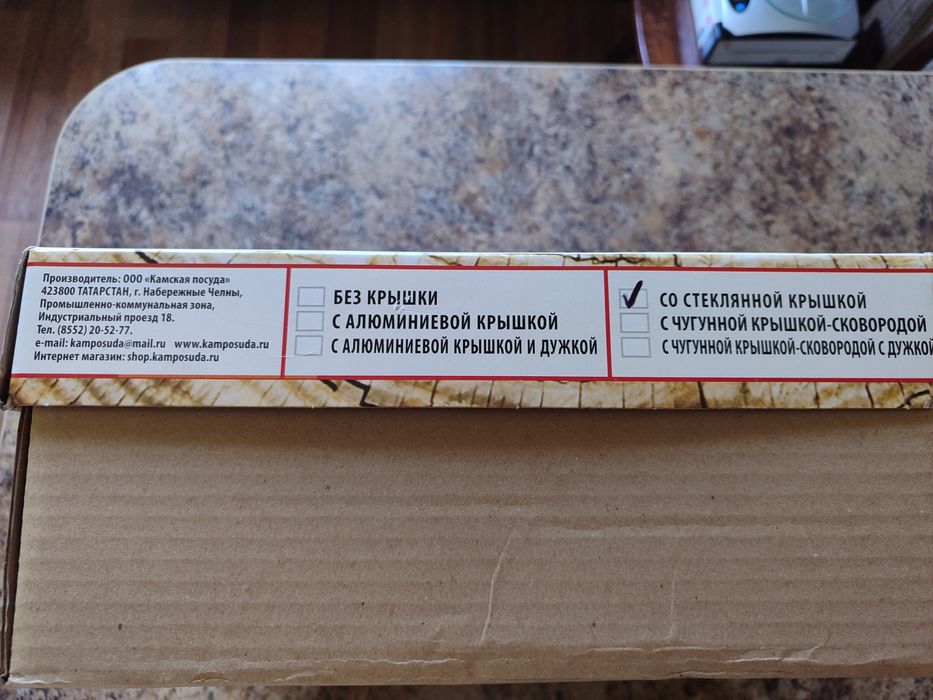 Производитель: ООО «Камская посуда»
423800 ТАТАРСТАН, г. Набережные Челны,
Промышленно-коммунальная зона,
Индустриальный проезд 18.
Тел. (8552) 20-52-77.
e-mail: kamposuda@mail.ru www.kamposuda.ru
Интернет магазин: shop.kamposuda.ru
БЕЗ КРЫШКИ
С АЛЮМИНИЕВОЙ КРЫШКОЙ
С АЛЮМИНИЕВОЙ КРЫШКОЙ И ДУЖКОЙ
СО СТЕКЛЯННОЙ КРЫШКОЙ
С ЧУГУННОЙ КРЫШКОЙ-СКОВОРОДОЙ
С ЧУГУННОЙ КРЫШКОЙ-СКОВОРОДОЙ С ДУЖКОЙ